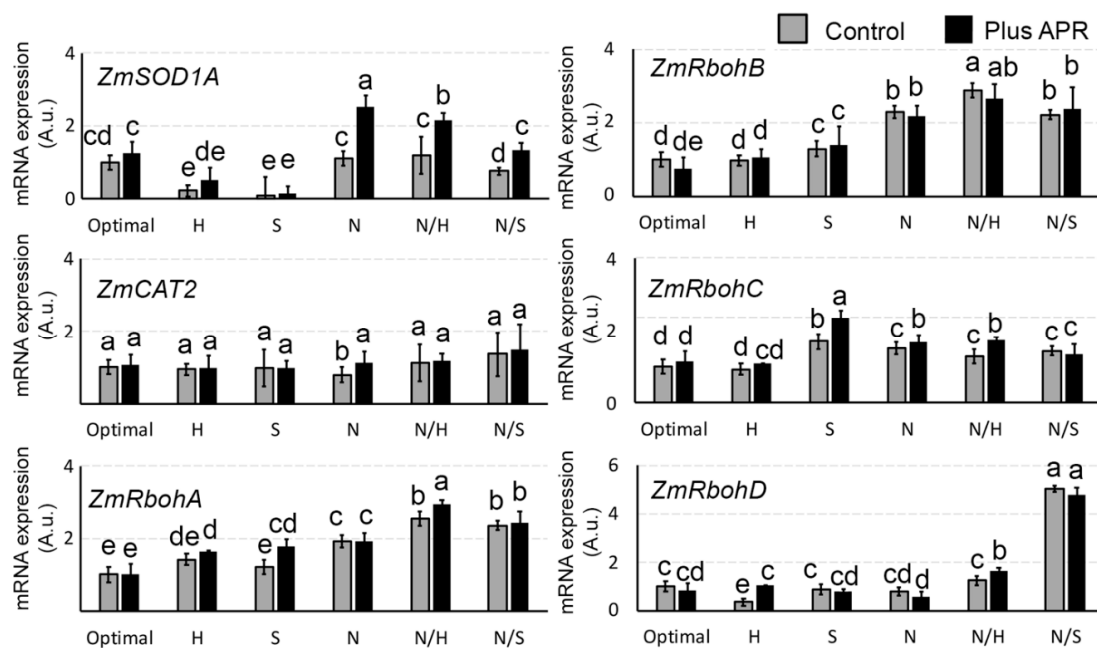 Control Plus APR
mRNA expression
(A.u.)
4
2
0
ZmSOD1A
cd c e de e e c a c b d c
Optimal H S N N/H N/S
mRNA expression
(A.u.)
4
2
0
ZmRbohB
d de d d c c b b a ab b b
Optimal H S N N/H N/S
mRNA expression
(A.u.)
4
2
0
ZmCAT2
a a a a a a b a a a a a
Optimal H S N N/H N/S
mRNA expression
(A.u.)
4
2
0
ZmRbohC
d d d cd b a c b c b c c
Optimal H S N N/H N/S
mRNA expression
(A.u.)
4
2
0
ZmRbohA
e e de d e cd c c b a b b
Optimal H S N N/H N/S
mRNA expression
(A.u.)
6
4
2
0
ZmRbohD
c cd e c c cd cd d c b a a
Optimal H S N N/H N/S